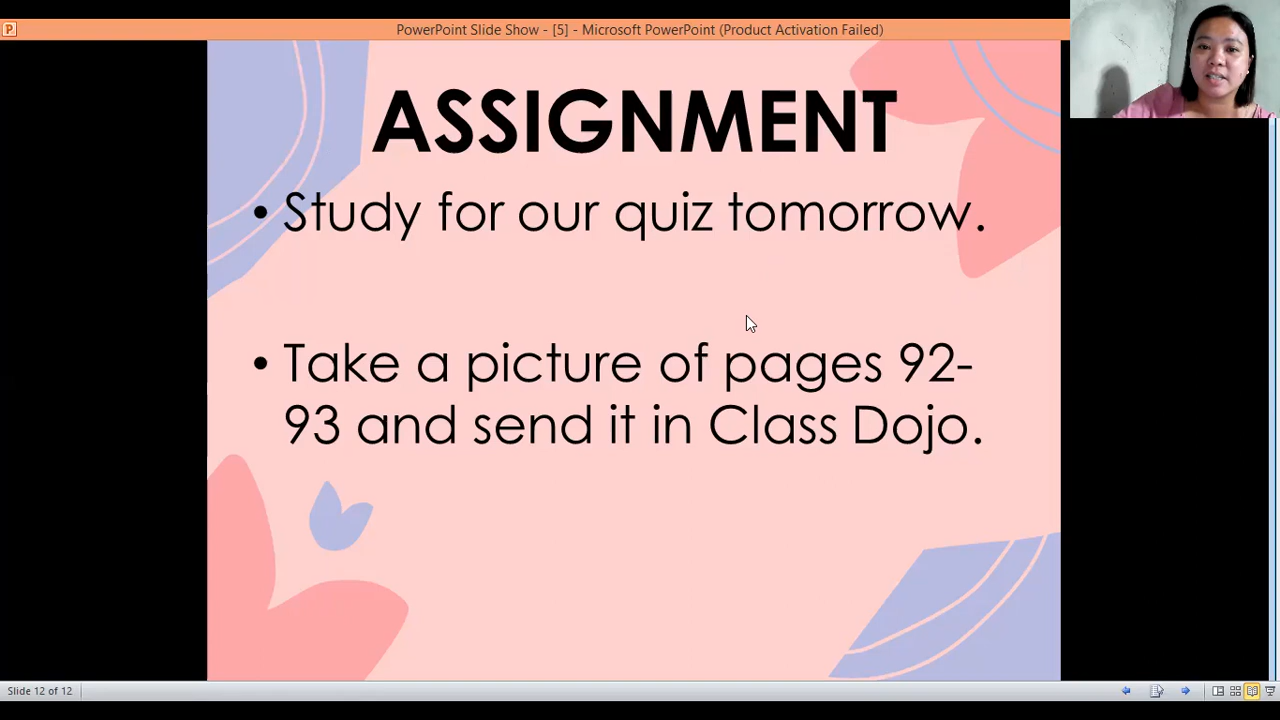 PowerPoint Slide Show - [5] - Microsoft PowerPoint (Product Activation Failed)
ASSIGNMENT
• Study for our quiz tomorrow.
• Take a picture of pages 92-
93 and send it in Class Dojo.
Slide 12 of 12